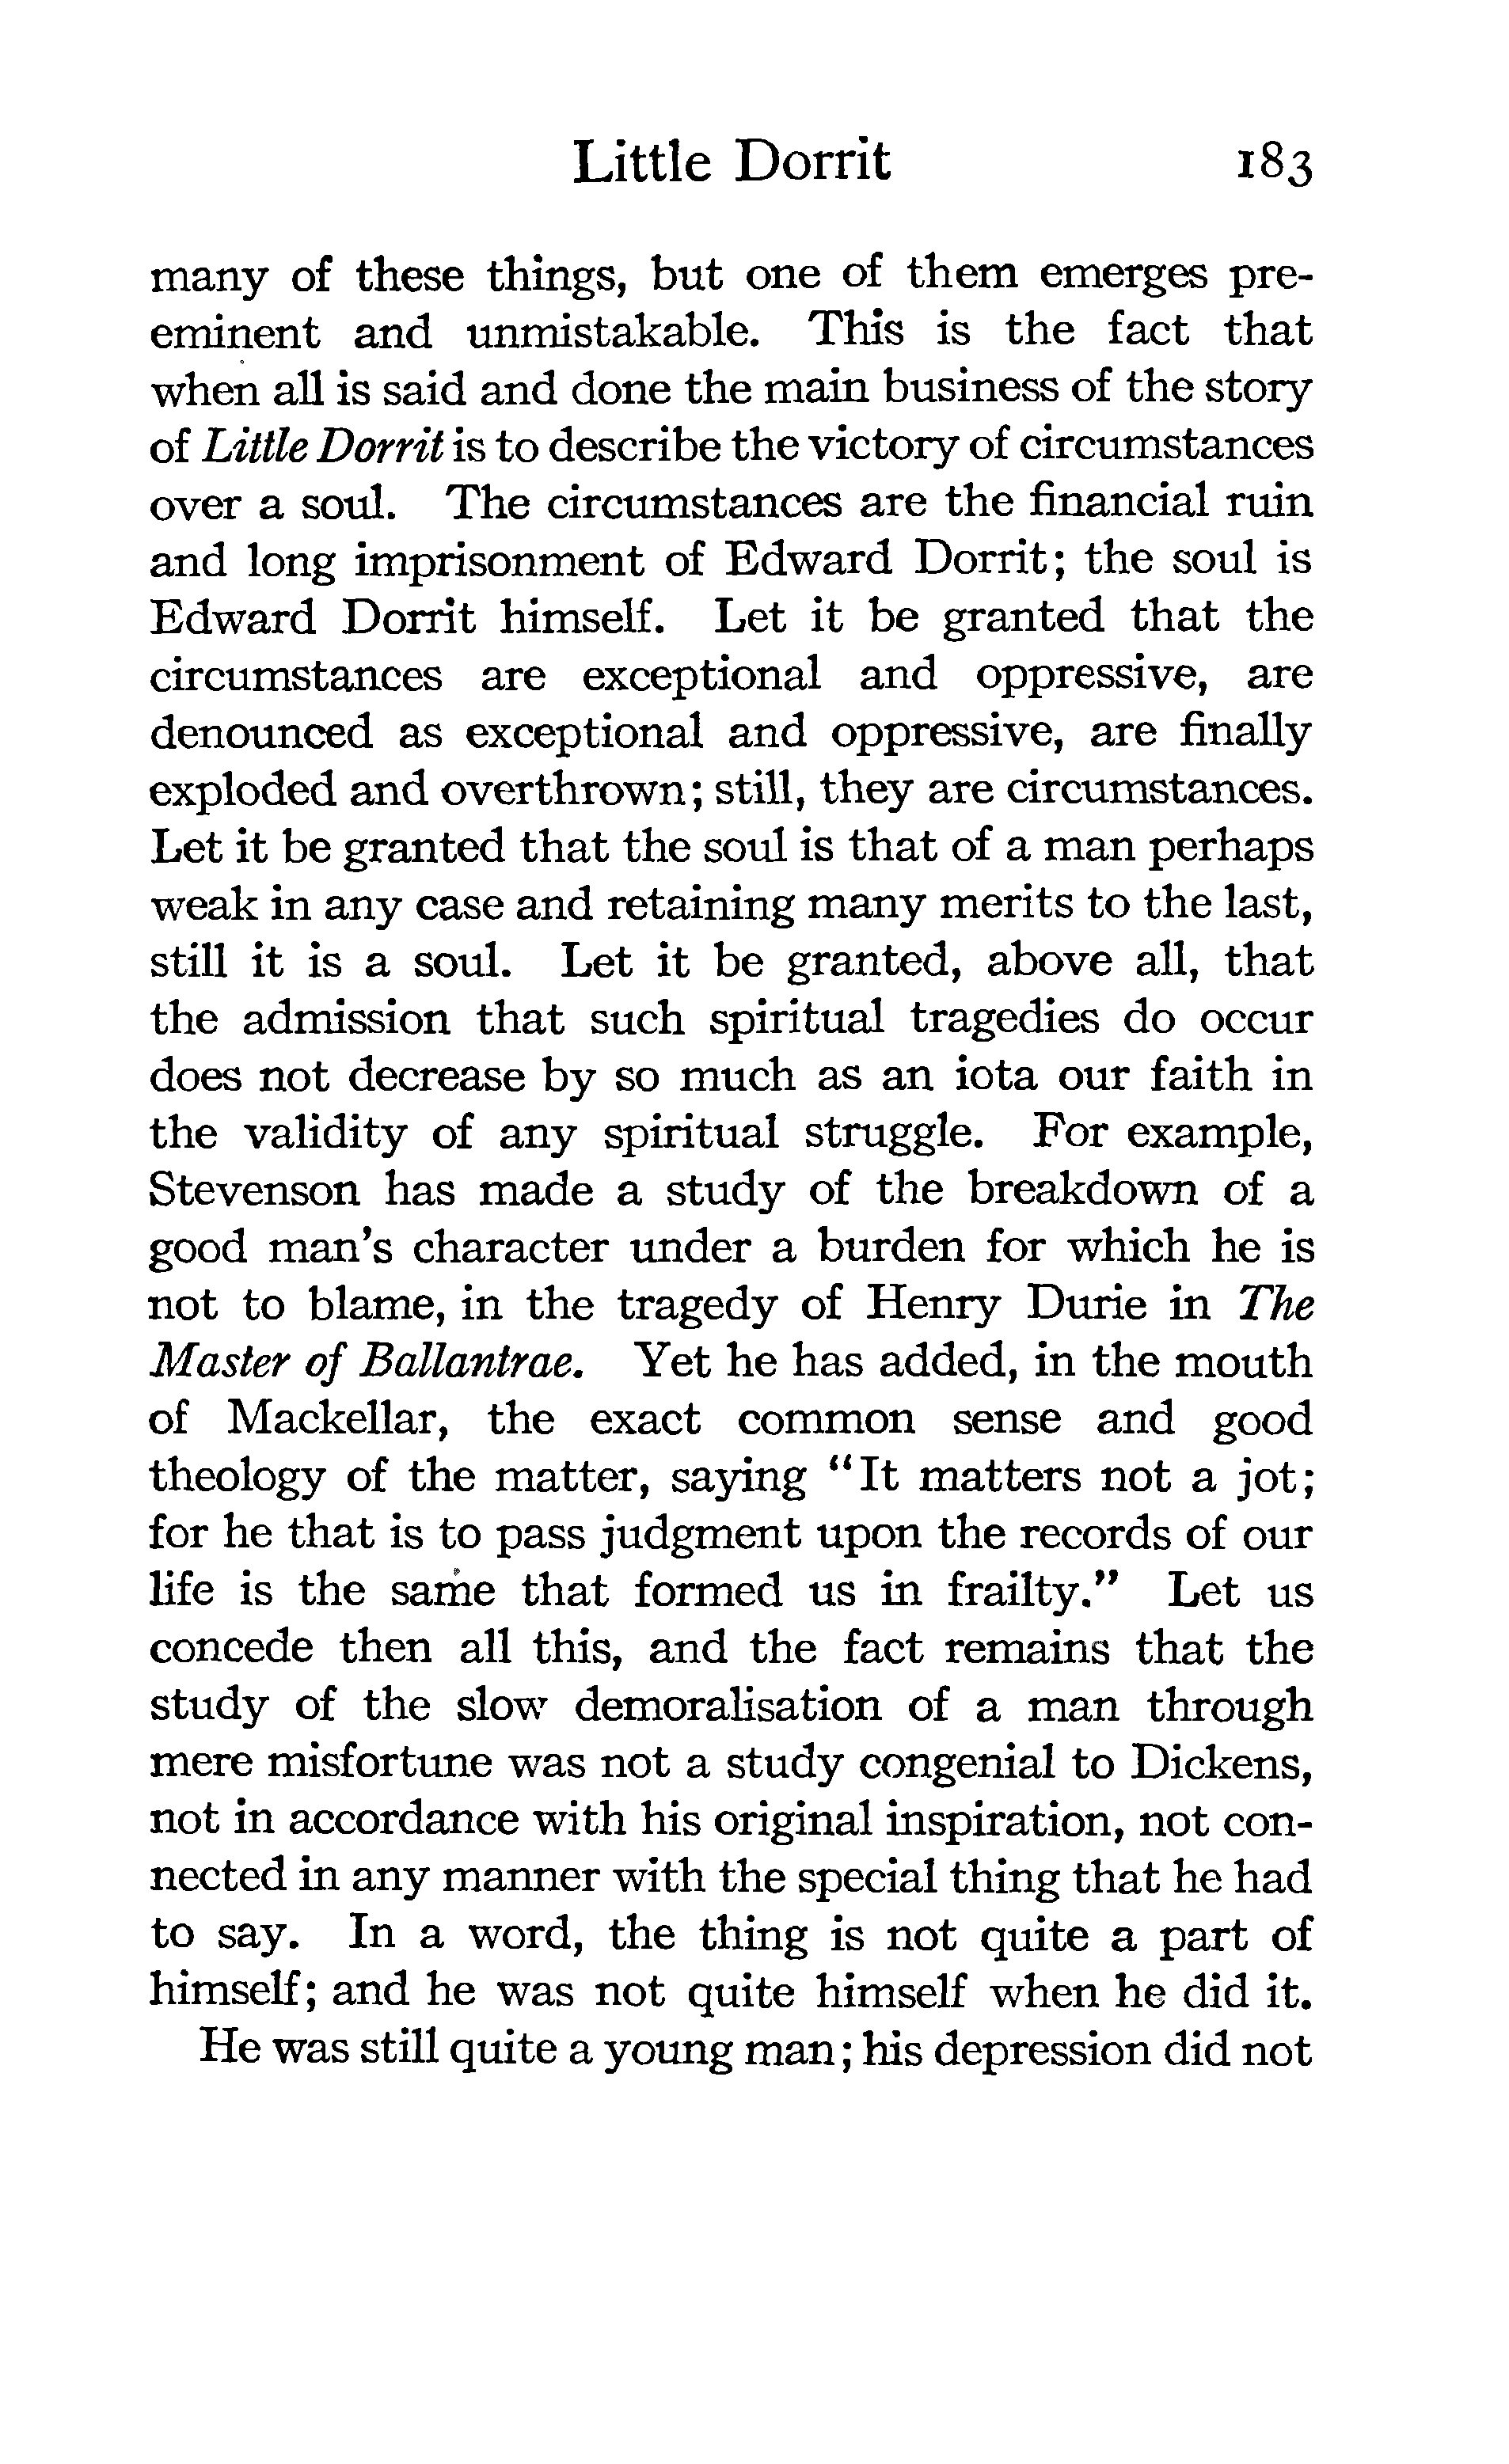 Little Dorrit 183
many of these things, but one of them emerges pre-
eminent and unmistakable. This is the fact that
when all is said and done the main business of the story
of Little Dorrit is to describe the victory of circumstances
over a soul. The circumstances are the financial ruin
and long imprisonment of Edward Dorrit; the soul is
Edward Dorrit himself. Let it be granted that the
circumstances are exceptional and oppressive, are
denounced as exceptional and oppressive, are finally
exploded and overthrown; still, they are circumstances.
Let it be granted that the soul is that of a man perhaps
weak in any case and retaining many merits to the last,
still it is a soul. Let it be granted, above all, that
the admission that such spiritual tragedies do occur
does not decrease by so much as an iota our faith in
the validity of any spiritual struggle. For example,
Stevenson has made a study of the breakdown of a
good man's character under a burden for which he is
not to blame, in the tragedy of Henry Durie in The
Master of Ballantrae. Yet he has added, in the mouth
of Mackellar, the exact common sense and good
theology of the matter, saying “It matters not a jot;
for he that is to pass judgment upon the records of our
life is the same that formed us in frailty.” Let us
concede then all this, and the fact remains that the
study of the slow demoralisation of a man through
mere misfortune was not a study congenial to Dickens,
not in accordance with his original inspiration, not con-
nected in any manner with the special thing that he had
to say. In a word, the thing is not quite a part of
himself; and he was not quite himself when he did it.
He was still quite a young man; his depression did not